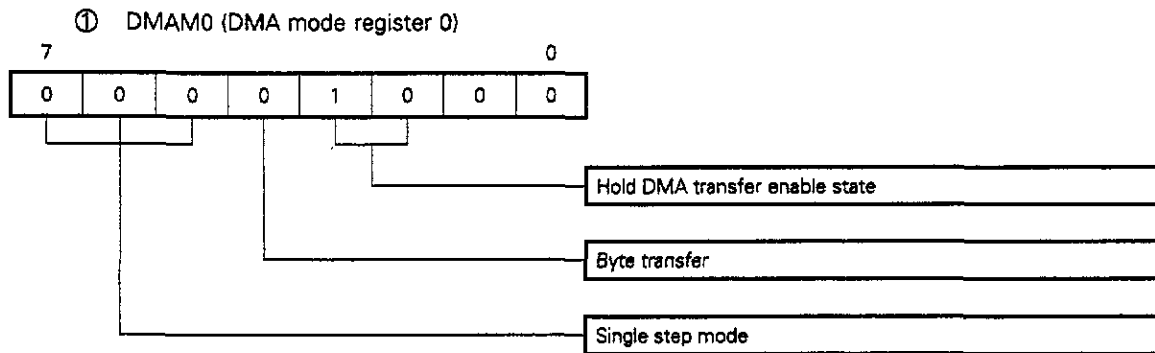 ① DMAM0 (DMA mode register 0)
7 0
0 0 0 0 1 0 0 0
Hold DMA transfer enable state
Byte transfer
Single step mode